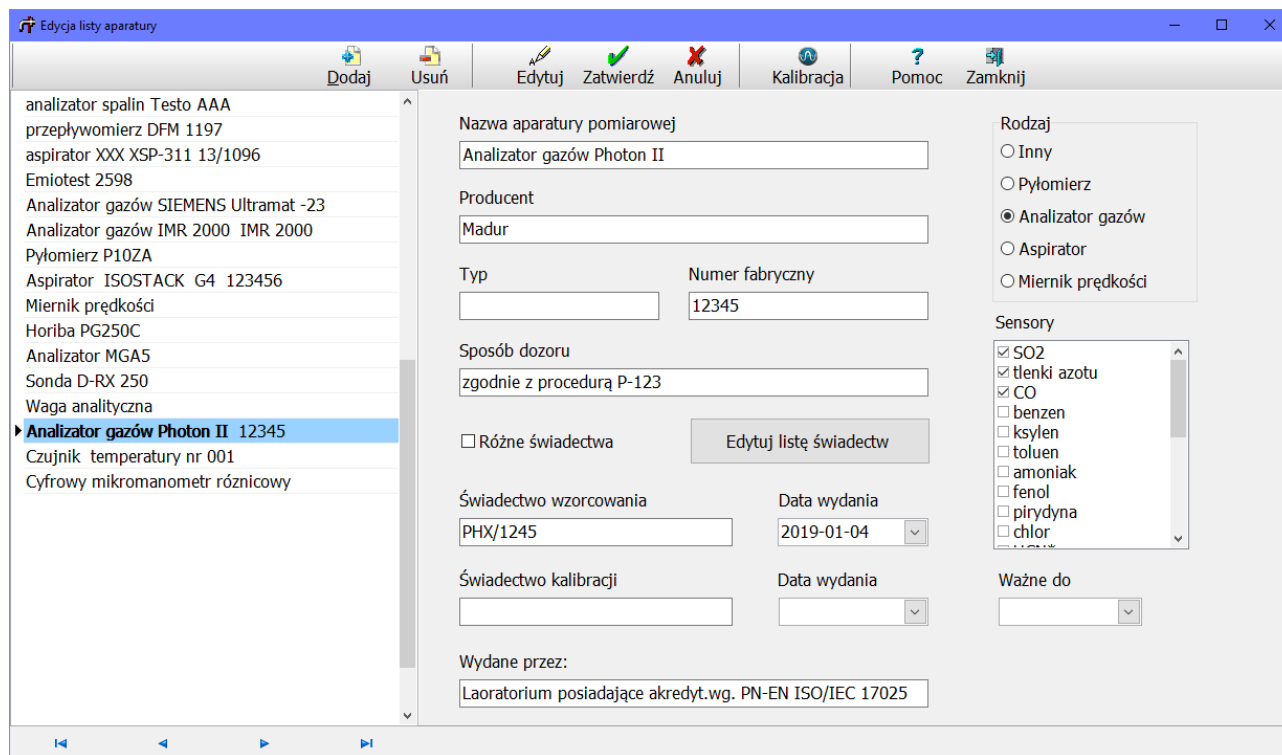 Edycja listy aparatury
Dodaj Usuń Edytuj Zatwierdź Anuluj Kalibracja Pomoc Zamknij
analizator spalin Testo AAA
przepływomierz DFM 1197
aspirator XXX XSP-311 13/1096
Emiotest 2598
Analizator gazów SIEMENS Ultramat -23
Analizator gazów IMR 2000 IMR 2000
Pyłomierz P10ZA
Aspirator ISOSTACK G4 123456
Miernik prędkości
Horiba PG250C
Analizator MGA5
Sonda D-RX 250
Waga analityczna
Analizator gazów Photon II 12345
Czujnik temperatury nr 001
Cyfrowy mikromanometr róznicowy
Nazwa aparatury pomiarowej
Analizator gazów Photon II
Producent
Madur
Typ Numer fabryczny
12345
Sposób dozoru
zgodnie z procedurą P-123
Różne świadectwa Edytuj listę świadectw
Świadectwo wzorcowania Data wydania
PHX/1245 2019-01-04
Świadectwo kalibracji Data wydania Ważne do
Wydane przez:
Laoratorium posiadające akredyt.wg. PN-EN ISO/IEC 17025
Rodzaj
Inny
Pyłomierz
Analizator gazów
Aspirator
Miernik prędkości
Sensory
SO2
tlenki azotu
CO
benzen
ksylen
toluen
amoniak
fenol
pirydyna
chlor